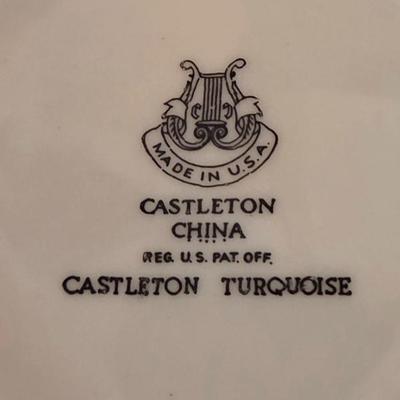 MADE IN U.S.A.
CASTLETON
CHINA
REG. U.S. PAT. OFF.
CASTLETON TURQUOISE